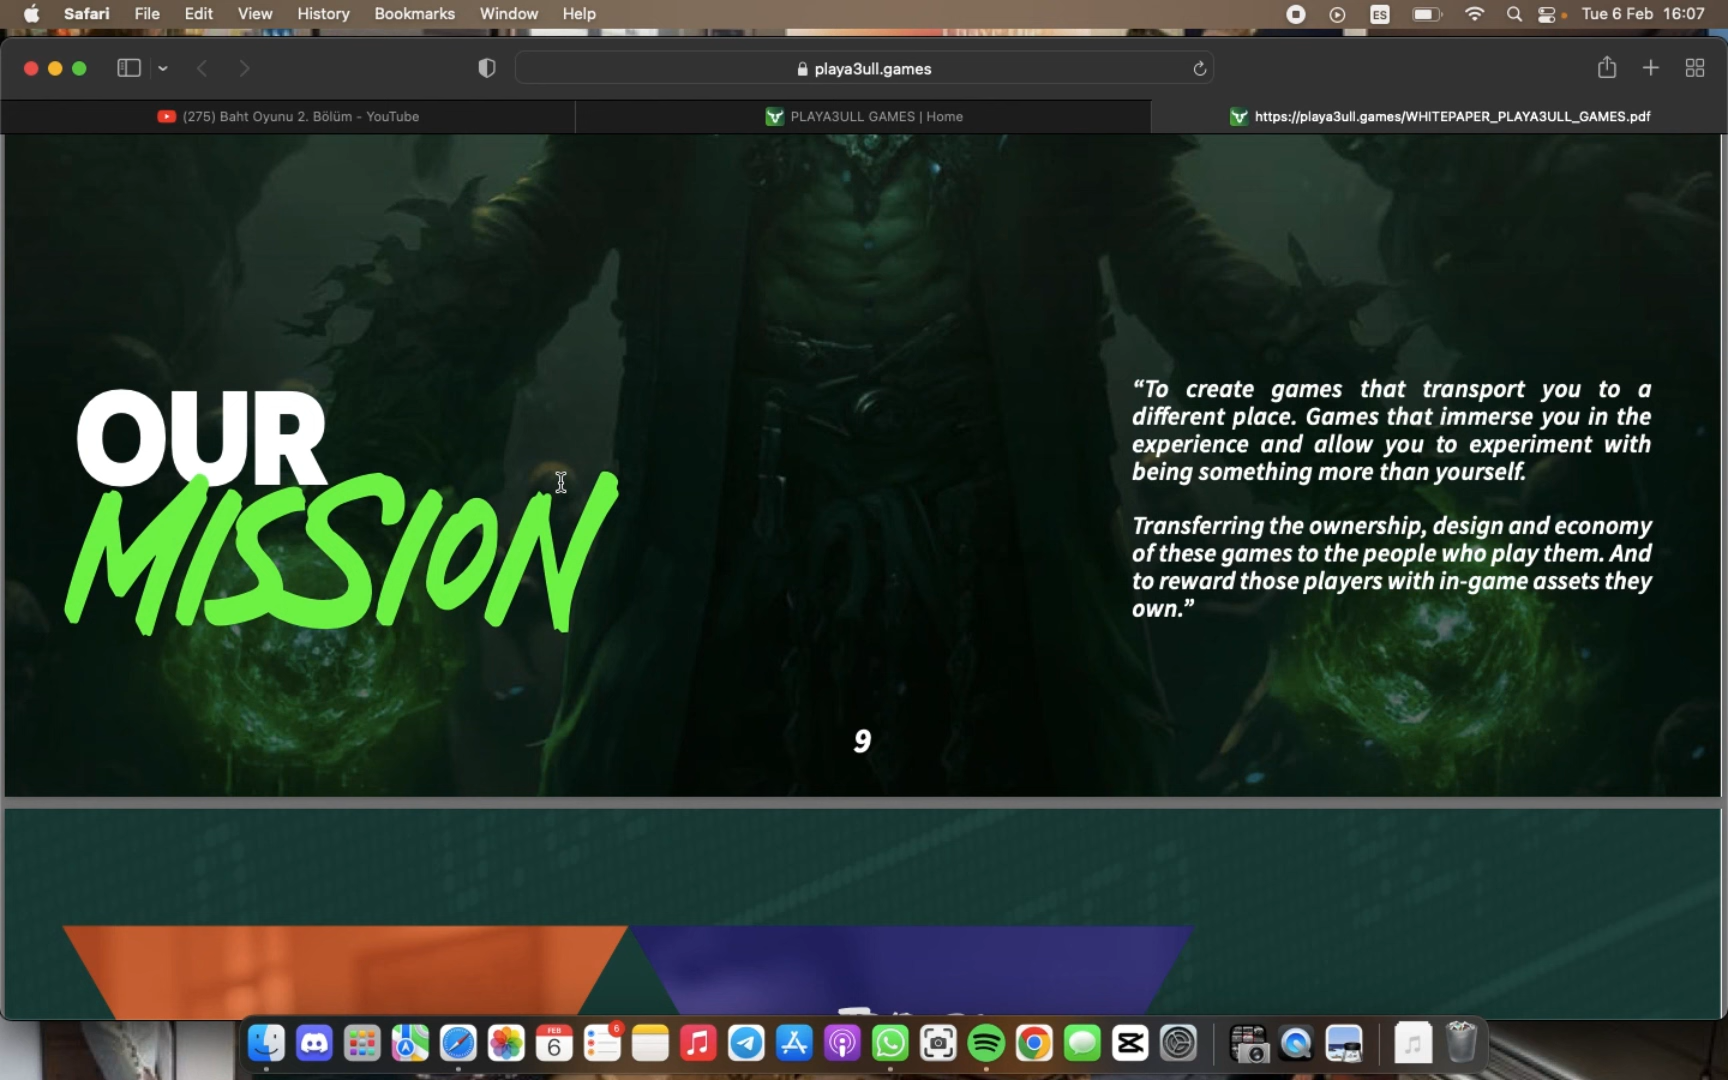 Safari File Edit View History Bookmarks Window Help ES Tue 6 Feb 16:07
playa3ull.games
(275) Baht Oyunu 2. Bölüm - YouTube
PLAYA3ULL GAMES | Home
https://playa3ull.games/WHITEPAPER_PLAYA3ULL_GAMES.pdf
OUR
MISSION
“To create games that transport you to a
different place. Games that immerse you in the
experience and allow you to experiment with
being something more than yourself.
Transferring the ownership, design and economy
of these games to the people who play them. And
to reward those players with in-game assets they
own.”
9
FEB
6
6